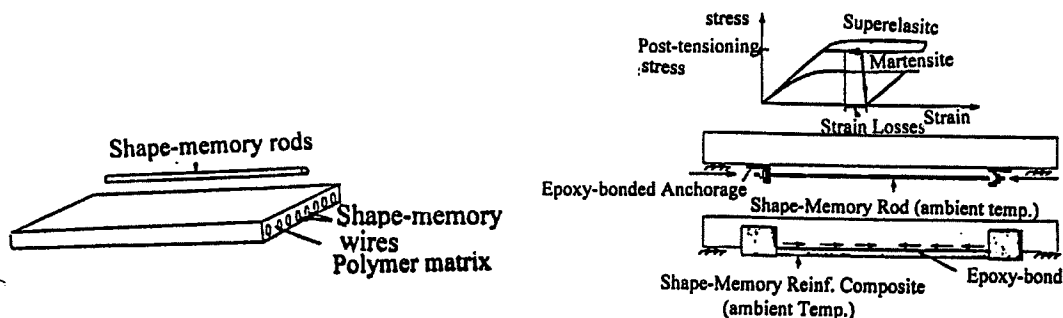 Shape-memory rods
Shape-memory
wires
Polymer matrix
stress
Superelasitc
Post-tensioning
stress
Martensite
Strain
Strain Losses
Epoxy-bonded Anchorage
Shape-Memory Rod (ambient temp.)
Epoxy-bond
Shape-Memory Reinf. Composite
(ambient Temp.)